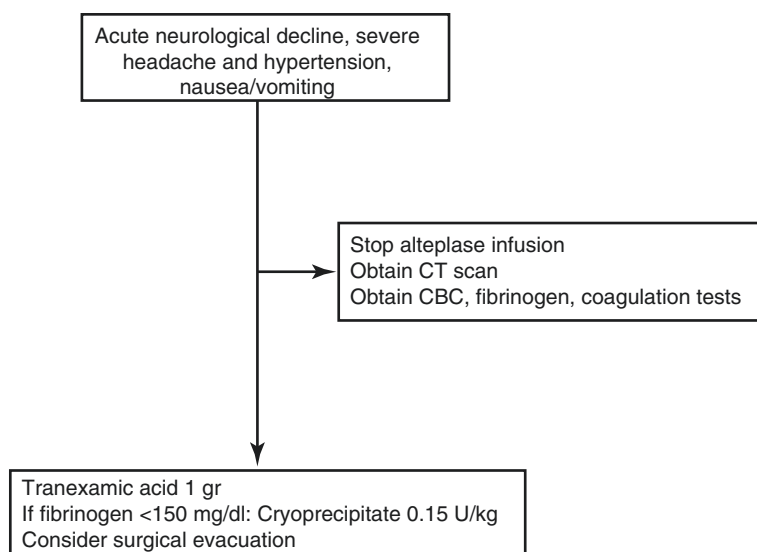 Acute neurological decline, severe
headache and hypertension,
nausea/vomiting
Stop alteplase infusion
Obtain CT scan
Obtain CBC, fibrinogen, coagulation tests
Tranexamic acid 1 gr
If fibrinogen <150 mg/dl: Cryoprecipitate 0.15 U/kg
Consider surgical evacuation